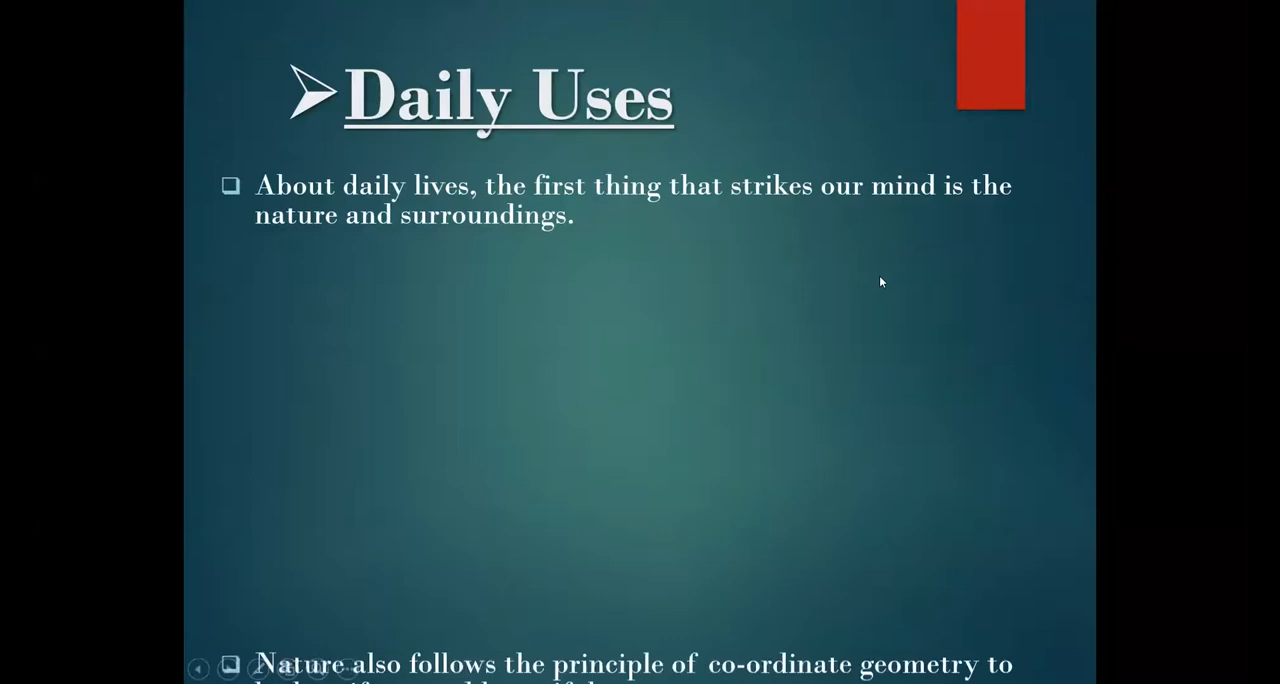 Daily Uses
About daily lives, the first thing that strikes our mind is the
nature and surroundings.
Nature also follows the principle of co-ordinate geometry to